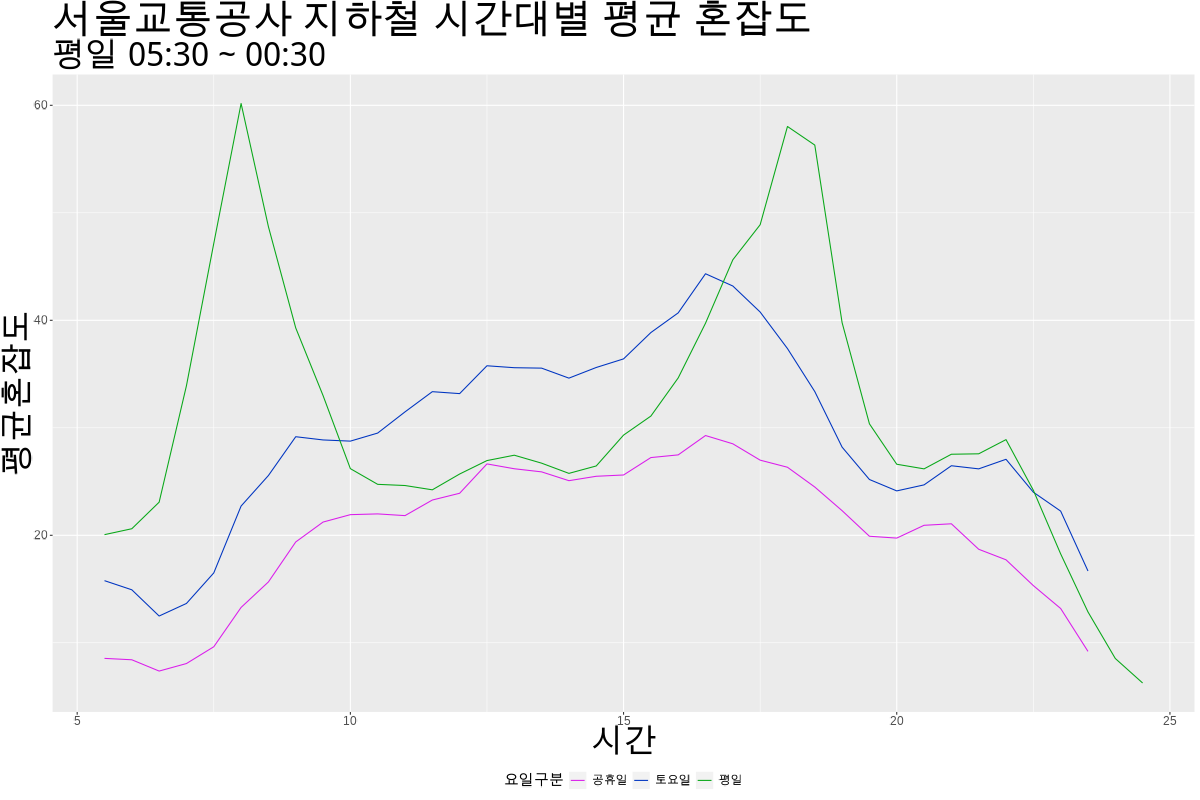 서울교통공사 지하철 시간대별 평균 혼잡도
평일 05:30 ~ 00:30
60
40
20
평균혼잡도
5 10 15 20 25
시간
요일구분 공휴일 토요일 평일